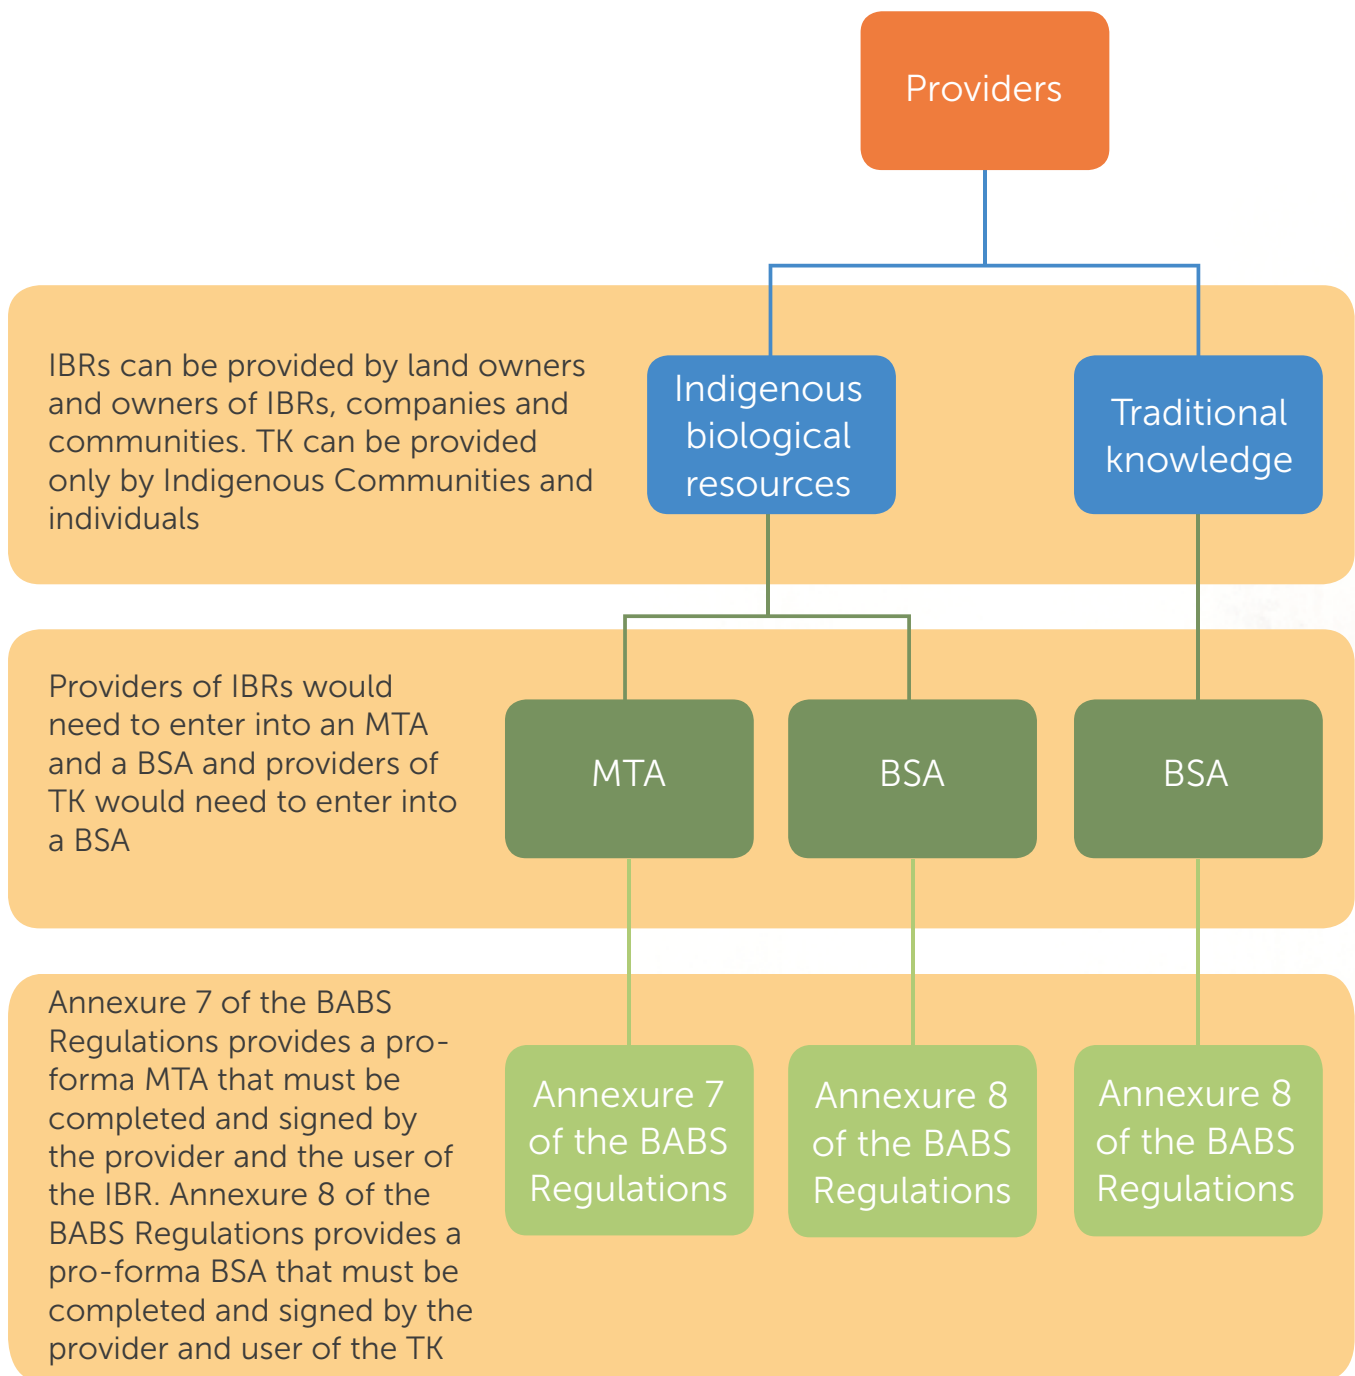 Providers
IBRs can be provided by land owners
and owners of IBRs, companies and
communities. TK can be provided
only by Indigenous Communities and
individuals
Indigenous
biological
resources
Traditional
knowledge
Providers of IBRs would
need to enter into an MTA
and a BSA and providers of
TK would need to enter into
a BSA
MTA
BSA
BSA
Annexure 7 of the BABS
Regulations provides a pro-
forma MTA that must be
completed and signed by
the provider and the user of
the IBR. Annexure 8 of the
BABS Regulations provides a
pro-forma BSA that must be
completed and signed by the
provider and user of the TK
Annexure 7
of the BABS
Regulations
Annexure 8
of the BABS
Regulations
Annexure 8
of the BABS
Regulations